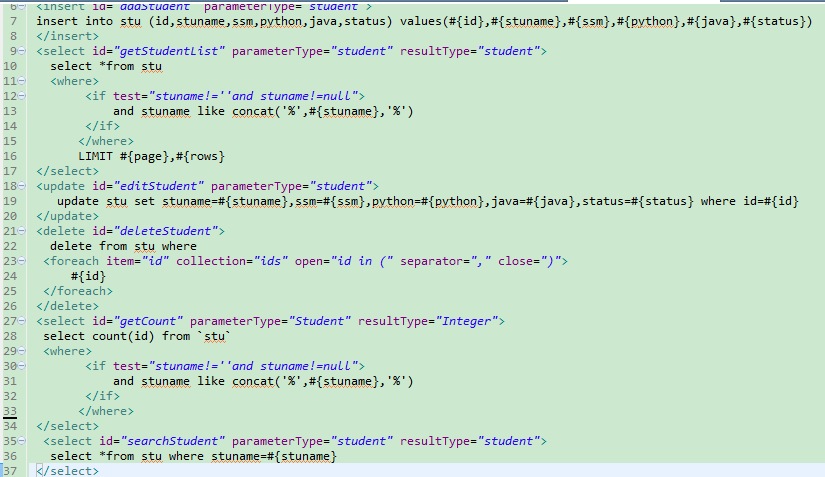 6 <insert id="addStudent" parameterType="student">
7 insert into stu (id,stuname,ssm,python,java,status) values(#{id},#{stuname},#{ssm},#{python},#{java},#{status})
8 </insert>
9 <select id="getStudentList" parameterType="student" resultType="student">
10 select *from stu
11 <where>
12 <if test="stuname!=''and stuname!=null">
13 and stuname like concat('%',#{stuname},'%')
14 </if>
15 </where>
16 LIMIT #{page},#{rows}
17 </select>
18 <update id="editStudent" parameterType="student">
19 update stu set stuname=#{stuname},ssm=#{ssm},python=#{python},java=#{java},status=#{status} where id=#{id}
20 </update>
21 <delete id="deleteStudent">
22 delete from stu where
23 <foreach item="id" collection="ids" open="id in (" separator="," close=")">
24 #{id}
25 </foreach>
26 </delete>
27 <select id="getCount" parameterType="Student" resultType="Integer">
28 select count(id) from `stu`
29 <where>
30 <if test="stuname!=''and stuname!=null">
31 and stuname like concat('%',#{stuname},'%')
32 </if>
33 </where>
34 </select>
35 <select id="searchStudent" parameterType="student" resultType="student">
36 select *from stu where stuname=#{stuname}
37 </select>